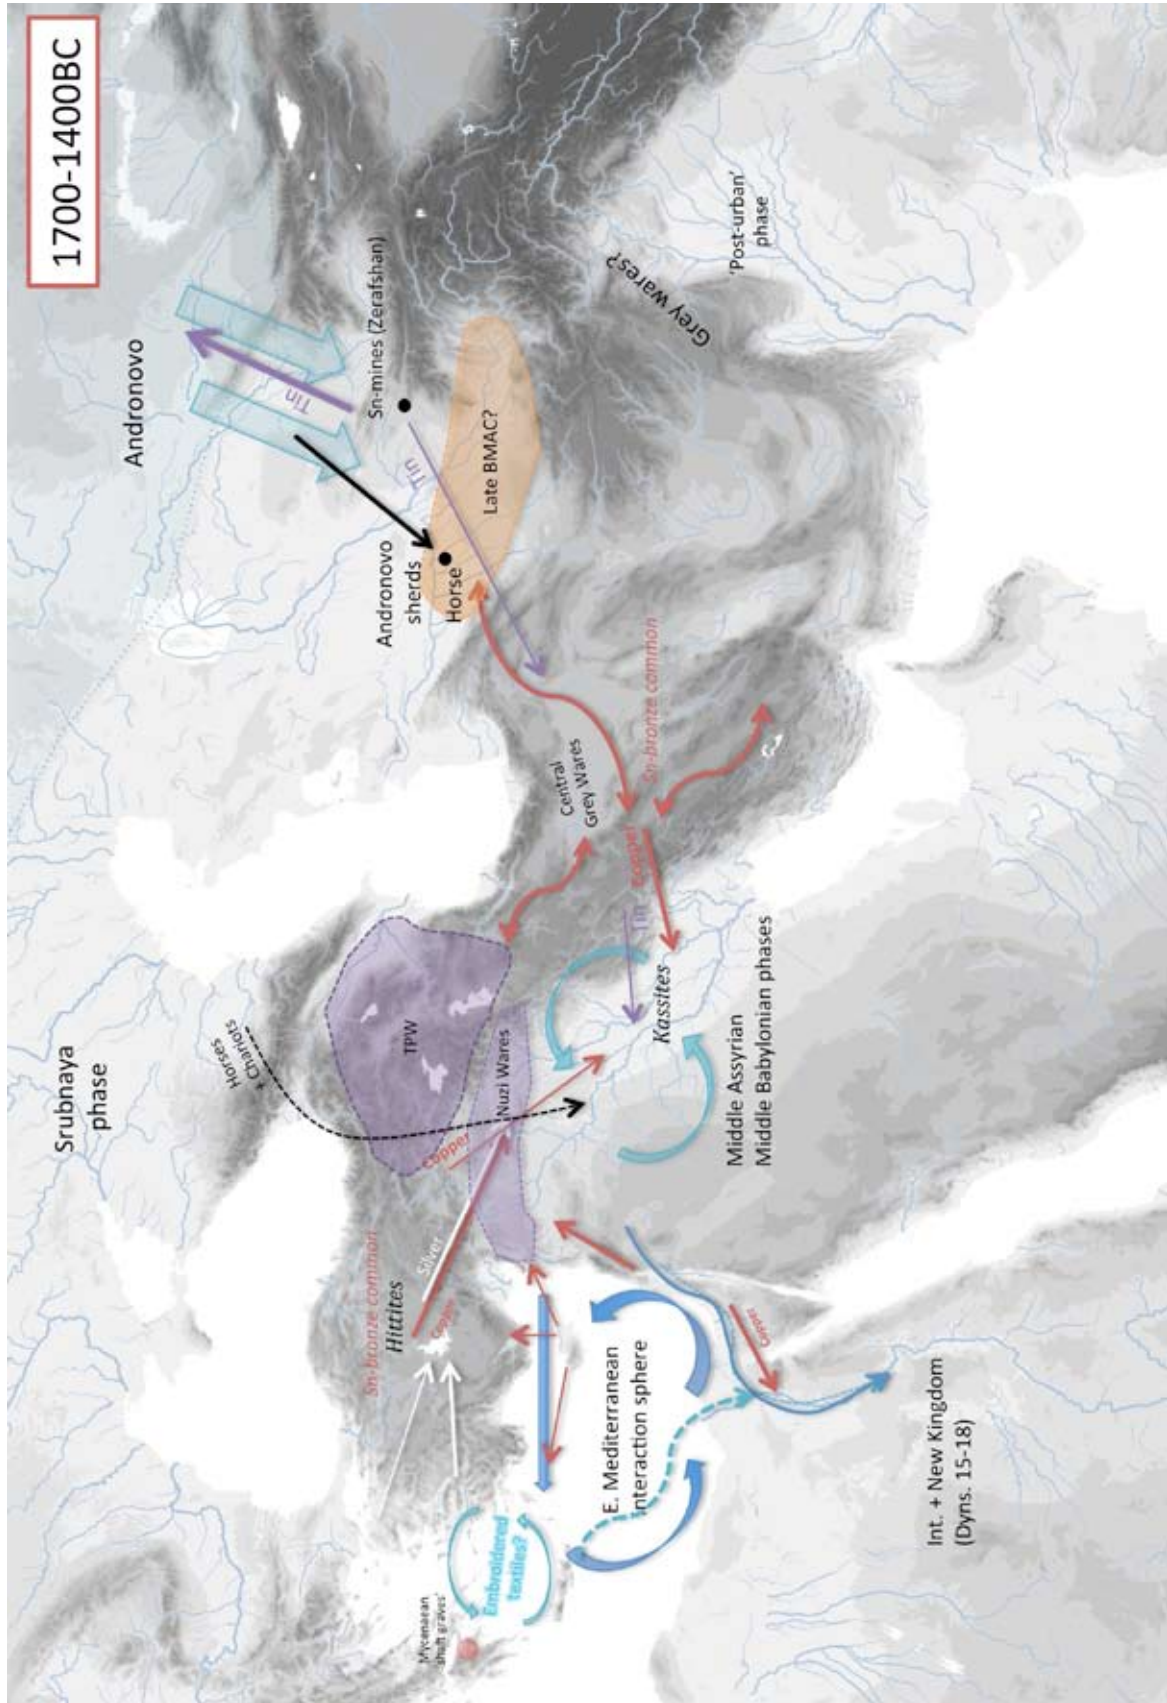 1700-1400BC
Srubnaya
phase
Andronovo
Horses
+ Chariots
Tin
Sn-mines (Zerafshan)
Andronovo
sherds
Horse
Tin
Late BMAC?
Grey wares?
'Post-urban'
phase
Mycenaean
'shaft graves'
Embroidered
textiles?
Sn-bronze common
Hittites
Silver
Copper
Copper
TPW
Nuzi Wares
Central
Grey Wares
Sn-bronze common
Copper
Tin
Kassites
Middle Assyrian
Middle Babylonian phases
E. Mediterranean
interaction sphere
Copper
Int. + New Kingdom
(Dyns. 15-18)